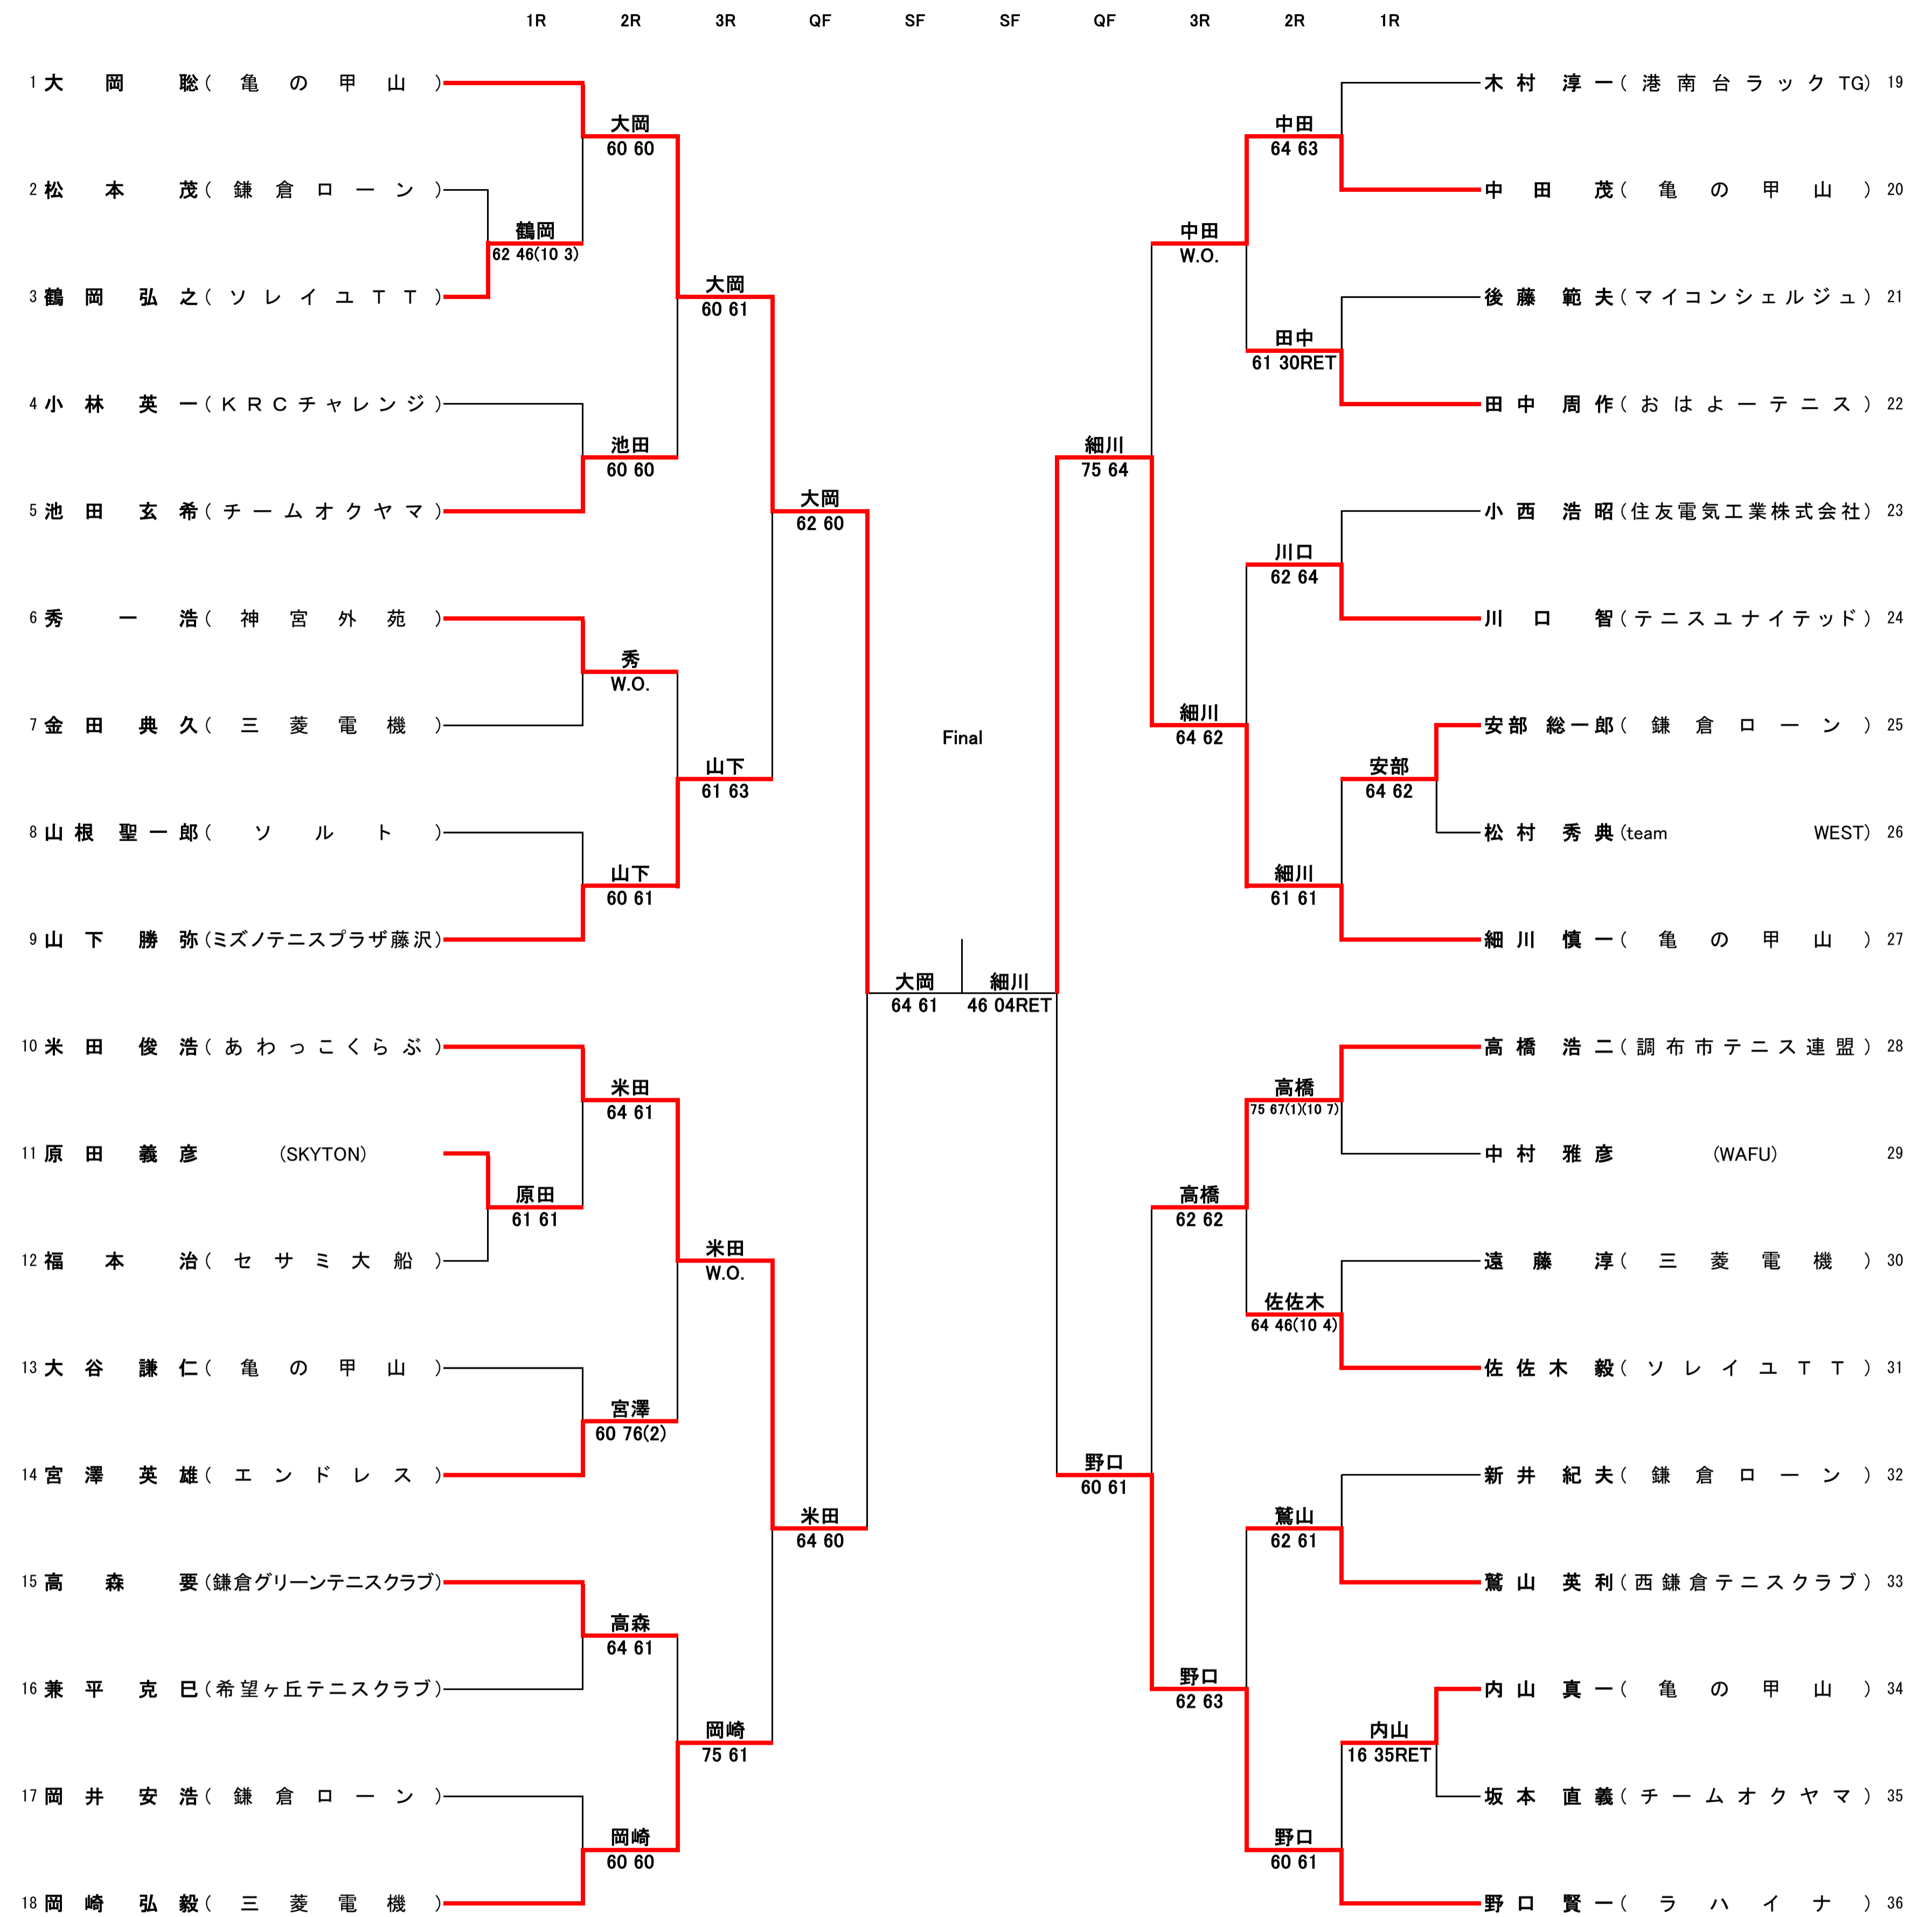 1R 2R 3R QF SF SF QF 3R 2R 1R
1 大岡 聡 (亀の甲山)
2 松本 茂 (鎌倉ローン)
3 鶴岡 弘之 (ソレイユTT)
4 小林 英一 (KRCチャレンジ)
5 池田 玄希 (チームオクヤマ)
6 秀 一浩 (神宮外苑)
7 金田 典久 (三菱電機)
8 山根 聖一郎 (ソルト)
9 山下 勝弥 (ミズノテニスプラザ藤沢)
10 米田 俊浩 (あわっこくらぶ)
11 原田 義彦 (SKYTON)
12 福本 治 (セサミ大船)
13 大谷 謙仁 (亀の甲山)
14 宮澤 英雄 (エンドレス)
15 高森 要 (鎌倉グリーンテニスクラブ)
16 兼平 克巳 (希望ヶ丘テニスクラブ)
17 岡井 安浩 (鎌倉ローン)
18 岡崎 弘毅 (三菱電機)
鶴岡
62 46(10 3)
原田
61 61
大岡
60 60
池田
60 60
秀
W.O.
山下
60 61
米田
64 61
宮澤
60 76(2)
高森
64 61
岡崎
60 60
大岡
60 61
山下
61 63
米田
W.O.
岡崎
75 61
大岡
62 60
米田
64 60
大岡
64 61
Final
細川
46 04RET
細川
75 64
野口
60 61
中田
W.O.
細川
64 62
高橋
62 62
野口
62 63
中田
64 63
田中
61 30RET
川口
62 64
細川
61 61
高橋
75 67(1)(10 7)
佐佐木
64 46(10 4)
鷲山
62 61
野口
60 61
安部
64 62
内山
16 35RET
木村 淳一 (港南台ラックTG) 19
中田 茂 (亀の甲山) 20
後藤 範夫 (マイコンシェルジュ) 21
田中 周作 (おはよーテニス) 22
小西 浩昭 (住友電気工業株式会社) 23
川口 智 (テニスユナイテッド) 24
安部 総一郎 (鎌倉ローン) 25
松村 秀典 (team WEST) 26
細川 慎一 (亀の甲山) 27
高橋 浩二 (調布市テニス連盟) 28
中村 雅彦 (WAFU) 29
遠藤 淳 (三菱電機) 30
佐佐木 毅 (ソレイユTT) 31
新井 紀夫 (鎌倉ローン) 32
鷲山 英利 (西鎌倉テニスクラブ) 33
内山 真一 (亀の甲山) 34
坂本 直義 (チームオクヤマ) 35
野口 賢一 (ラハイナ) 36